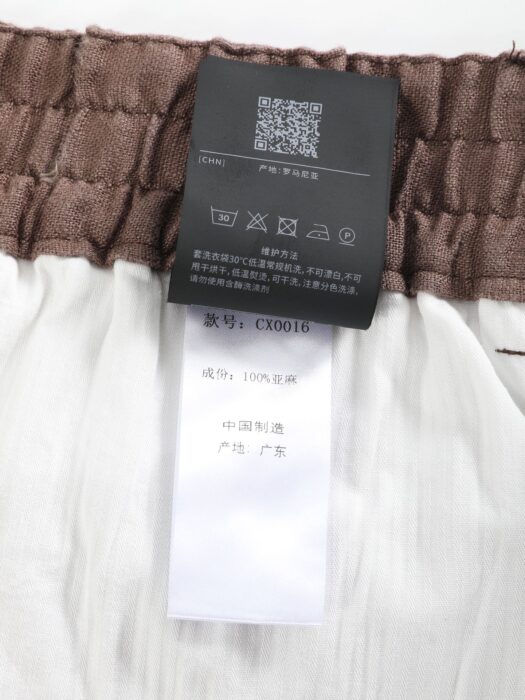 [CHN]
产地:罗马尼亚
30
P
维护方法
套洗衣袋30℃低温常规机洗,不可漂白,不
可用干烘干,低温熨烫,可干洗,注意分色洗涤,
请勿使用含酶洗涤剂
款号: CX0016
成份: 100%亚麻
中国制造
产地: 广东